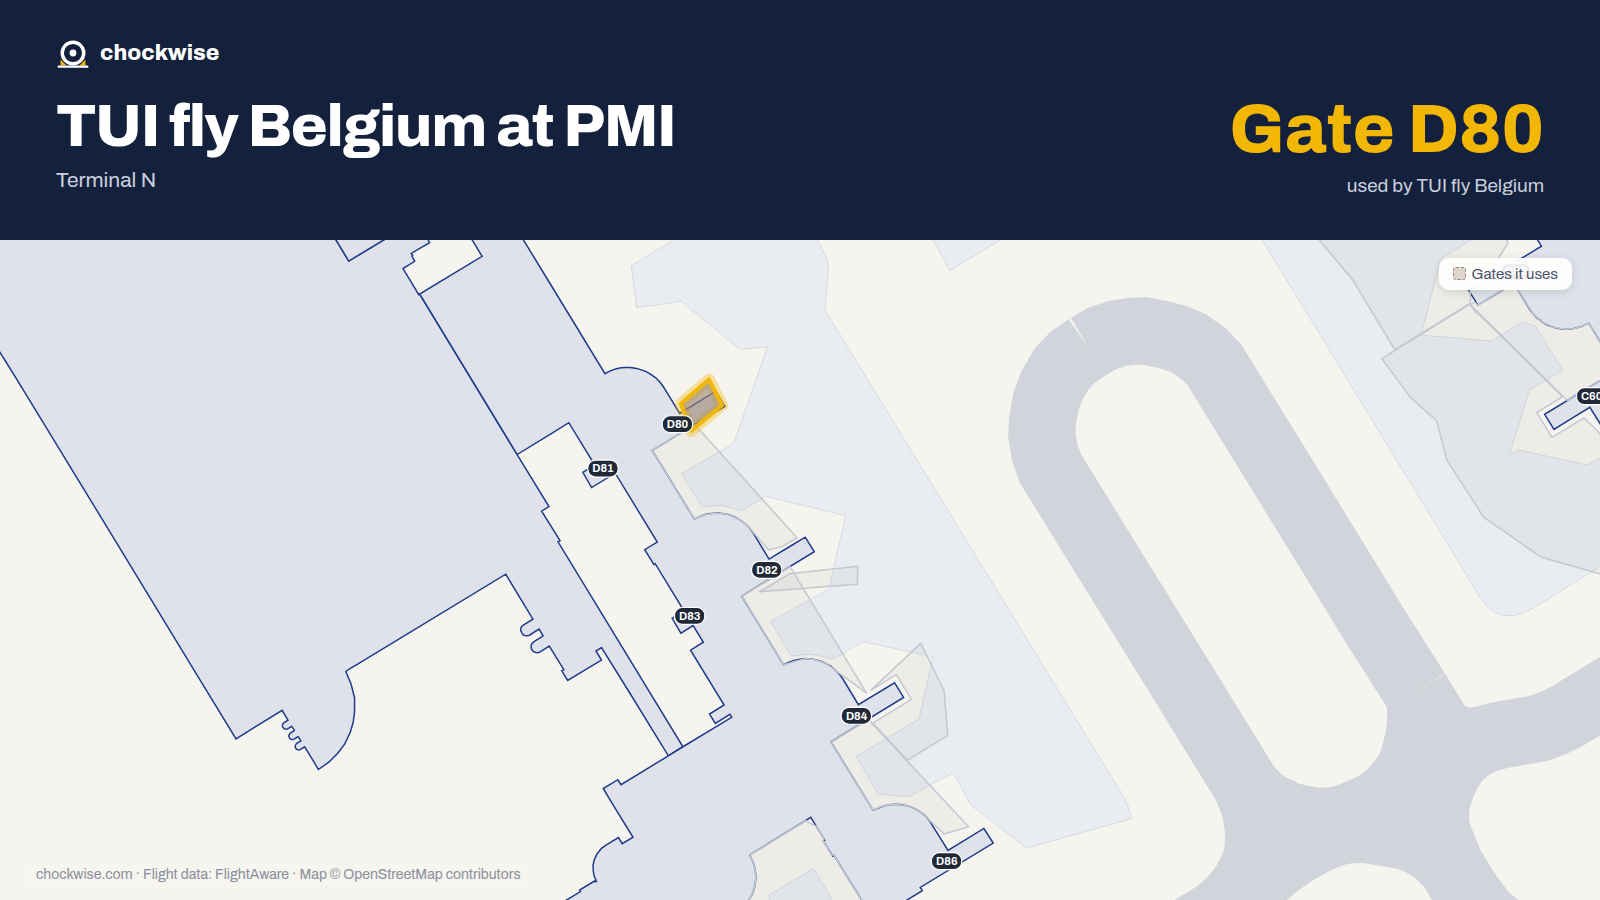 chockwise
TUI fly Belgium at PMI
Terminal N
Gate D80
used by TUI fly Belgium
Gates it uses
C60
D80
D81
D82
D83
D84
D86
chockwise.com · Flight data: FlightAware · Map © OpenStreetMap contributors